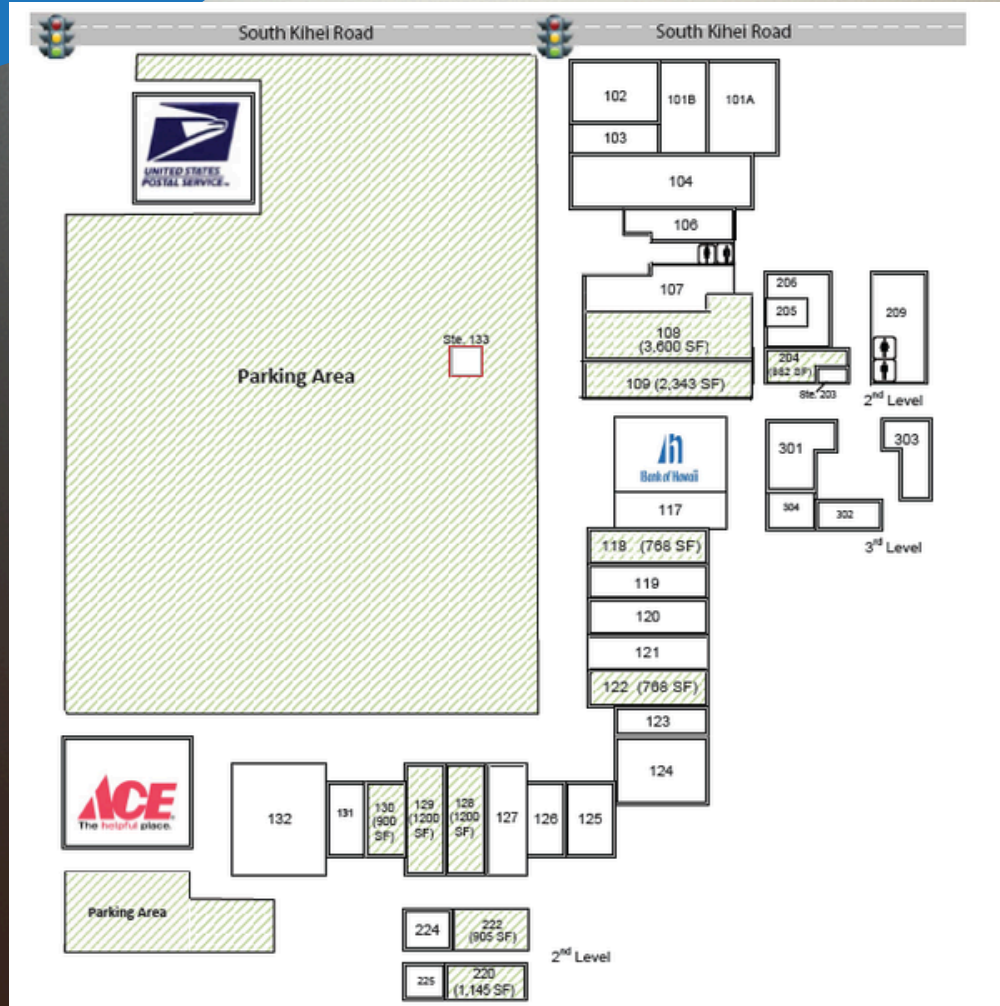 South Kihei Road
South Kihei Road
UNITED STATES
POSTAL SERVICE™
102
101B
101A
103
104
106
107
108
(3,600 SF)
109 (2,343 SF)
206
205
209
204
(882 SF)
Ste. 203
2nd Level
Ste. 133
Parking Area
Bank of Hawaii
117
301
303
304
302
3rd Level
118 (768 SF)
119
120
121
122 (768 SF)
123
124
ACE
The helpful place.
132
131
130
(900
SF)
129
(1200
SF)
128
(1200
SF)
127
126
125
Parking Area
224
222
(905 SF)
2nd Level
225
220
(1,145 SF)